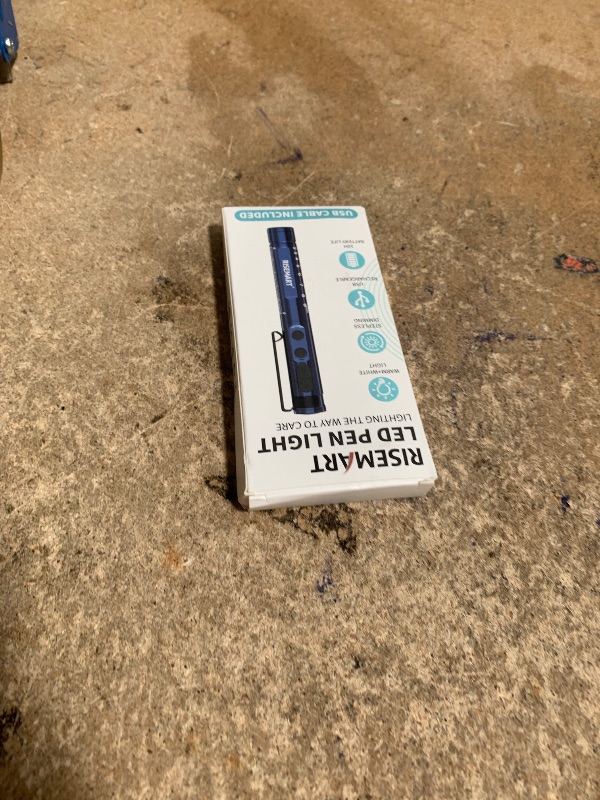 RISEMART
LED PEN LIGHT
LIGHTING THE WAY TO CARE
WARM+WHITE
LIGHT
STEPLESS
DIMMING
USB
RECHARGEABLE
BATTERY LIFE
RISEMART
USB CABLE INCLUDED